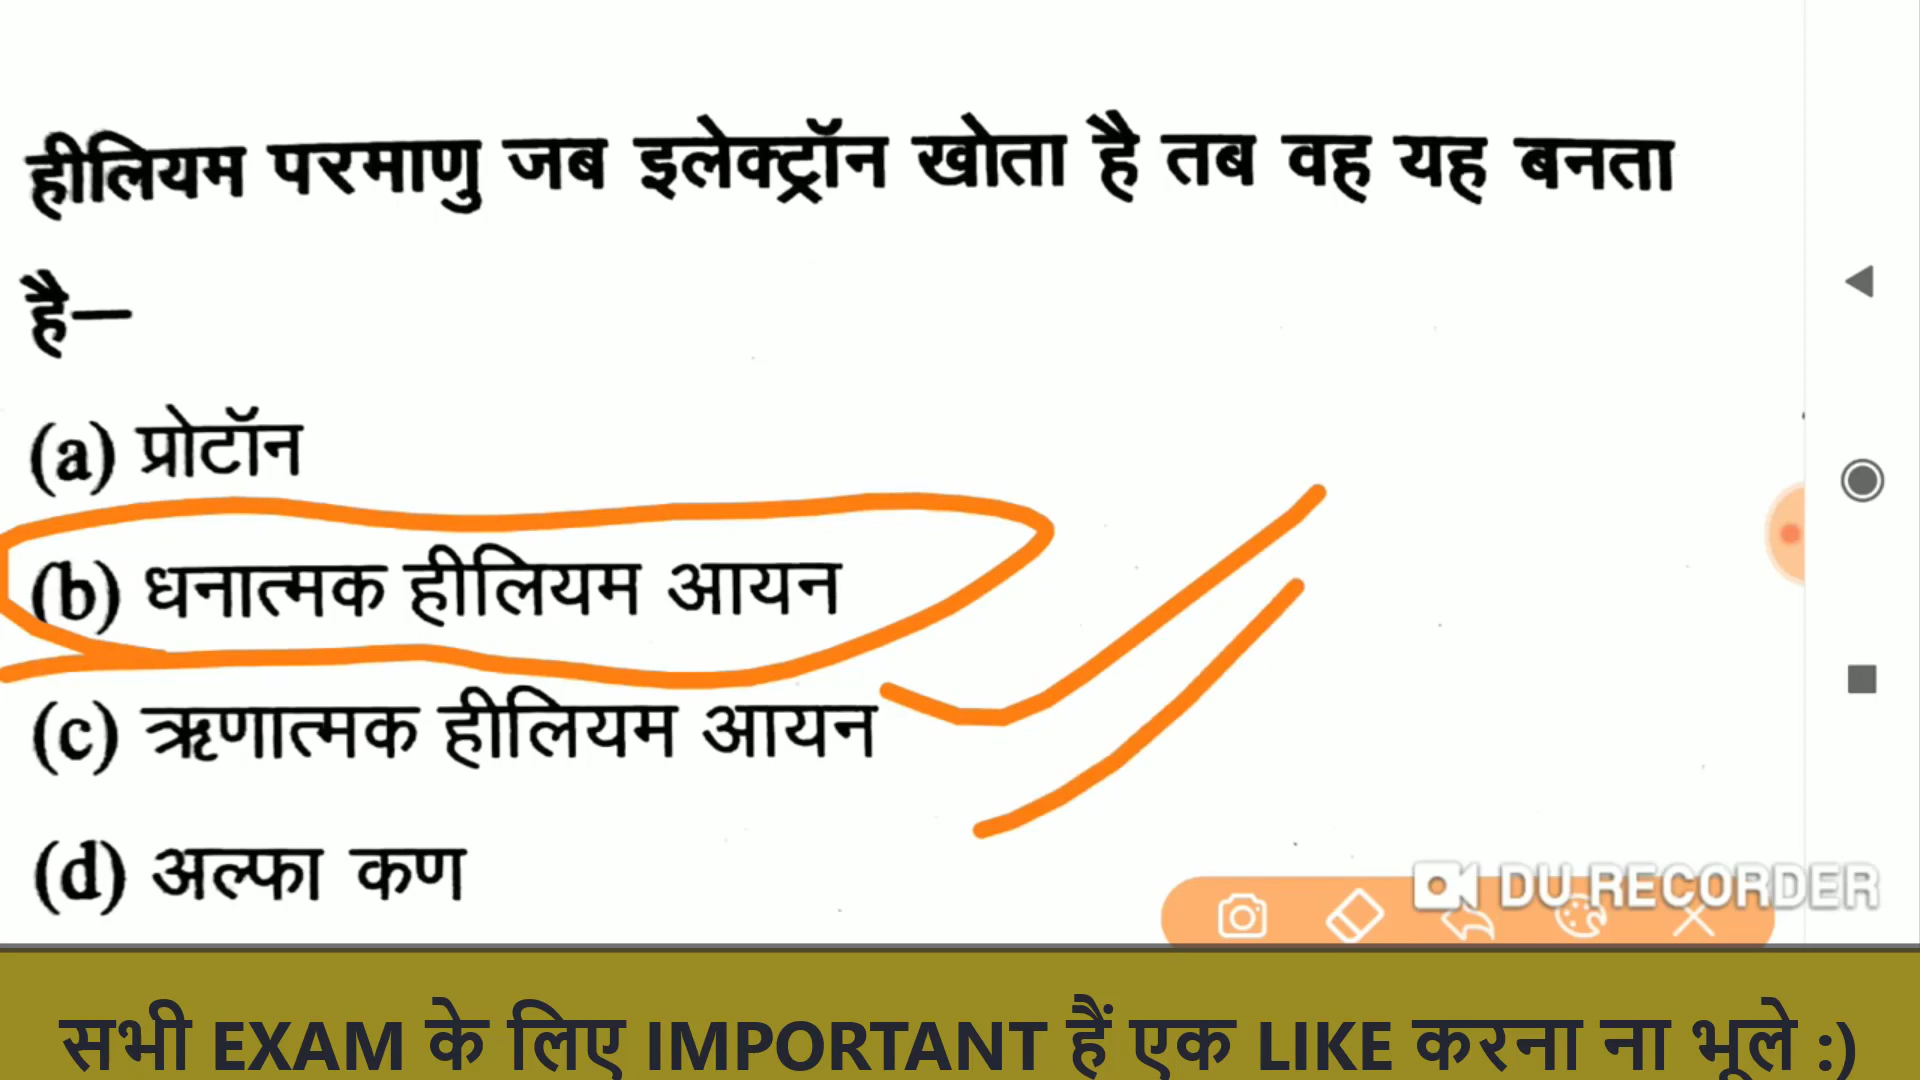 हीलियम परमाणु जब इलेक्ट्रॉन खोता है तब वह यह बनता
है—
(a) प्रोटॉन
(b) धनात्मक हीलियम आयन
(c) ऋणात्मक हीलियम आयन
(d) अल्फा कण
DU RECORDER
सभी EXAM के लिए IMPORTANT हैं एक LIKE करना ना भूले :)